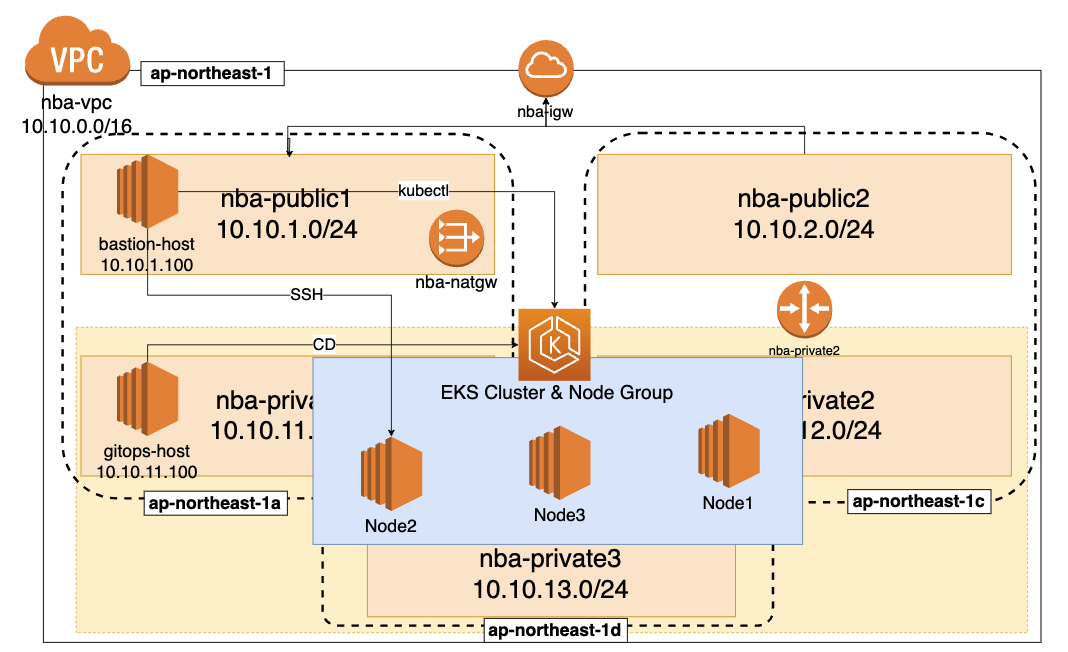 VPC
ap-northeast-1
nba-vpc
10.10.0.0/16
nba-igw
nba-public1
10.10.1.0/24
kubectl
bastion-host
10.10.1.100
nba-natgw
nba-public2
10.10.2.0/24
SSH
nba-private2
CD
K
EKS Cluster & Node Group
nba-priva
10.10.11.
gitops-host
10.10.11.100
rivate2
12.0/24
Node2
Node3
Node1
ap-northeast-1a
ap-northeast-1c
nba-private3
10.10.13.0/24
ap-northeast-1d